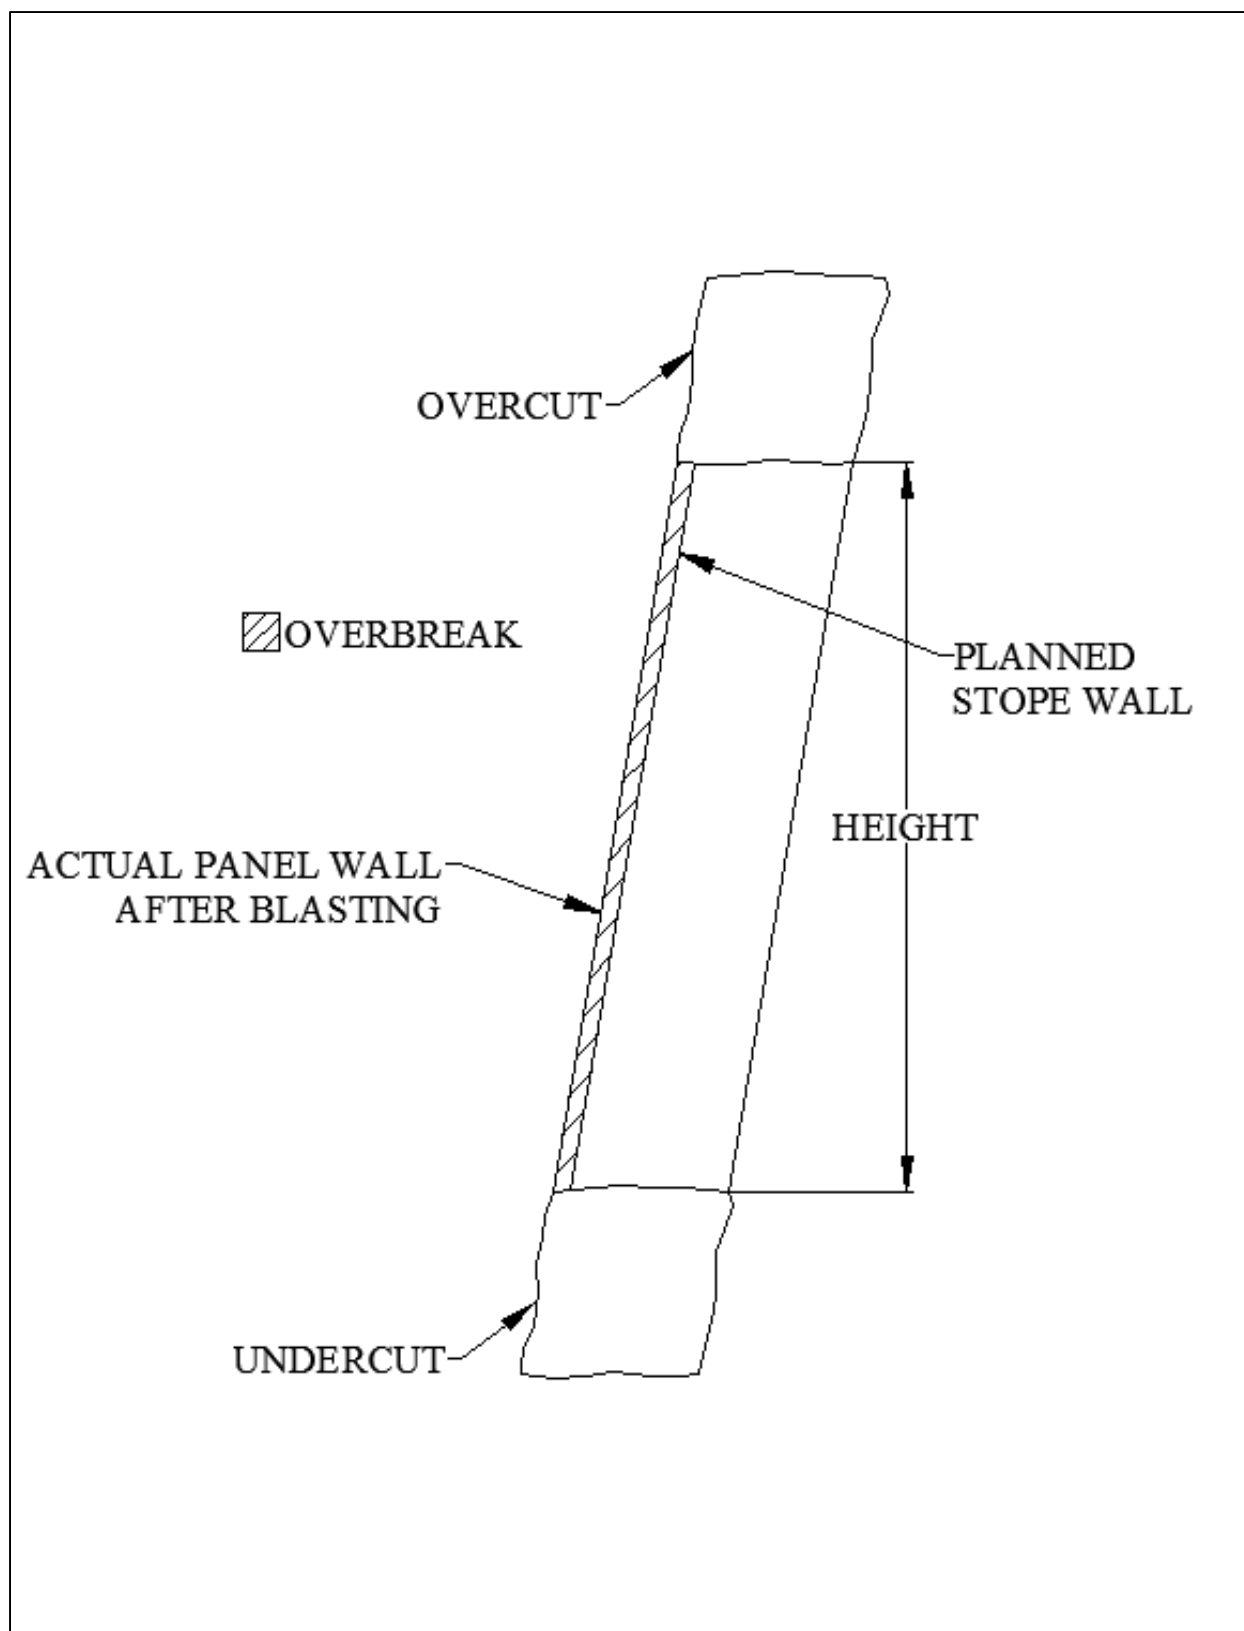 OVERCUT
OVERBREAK
PLANNED
STOPE WALL
HEIGHT
ACTUAL PANEL WALL
AFTER BLASTING
UNDERCUT